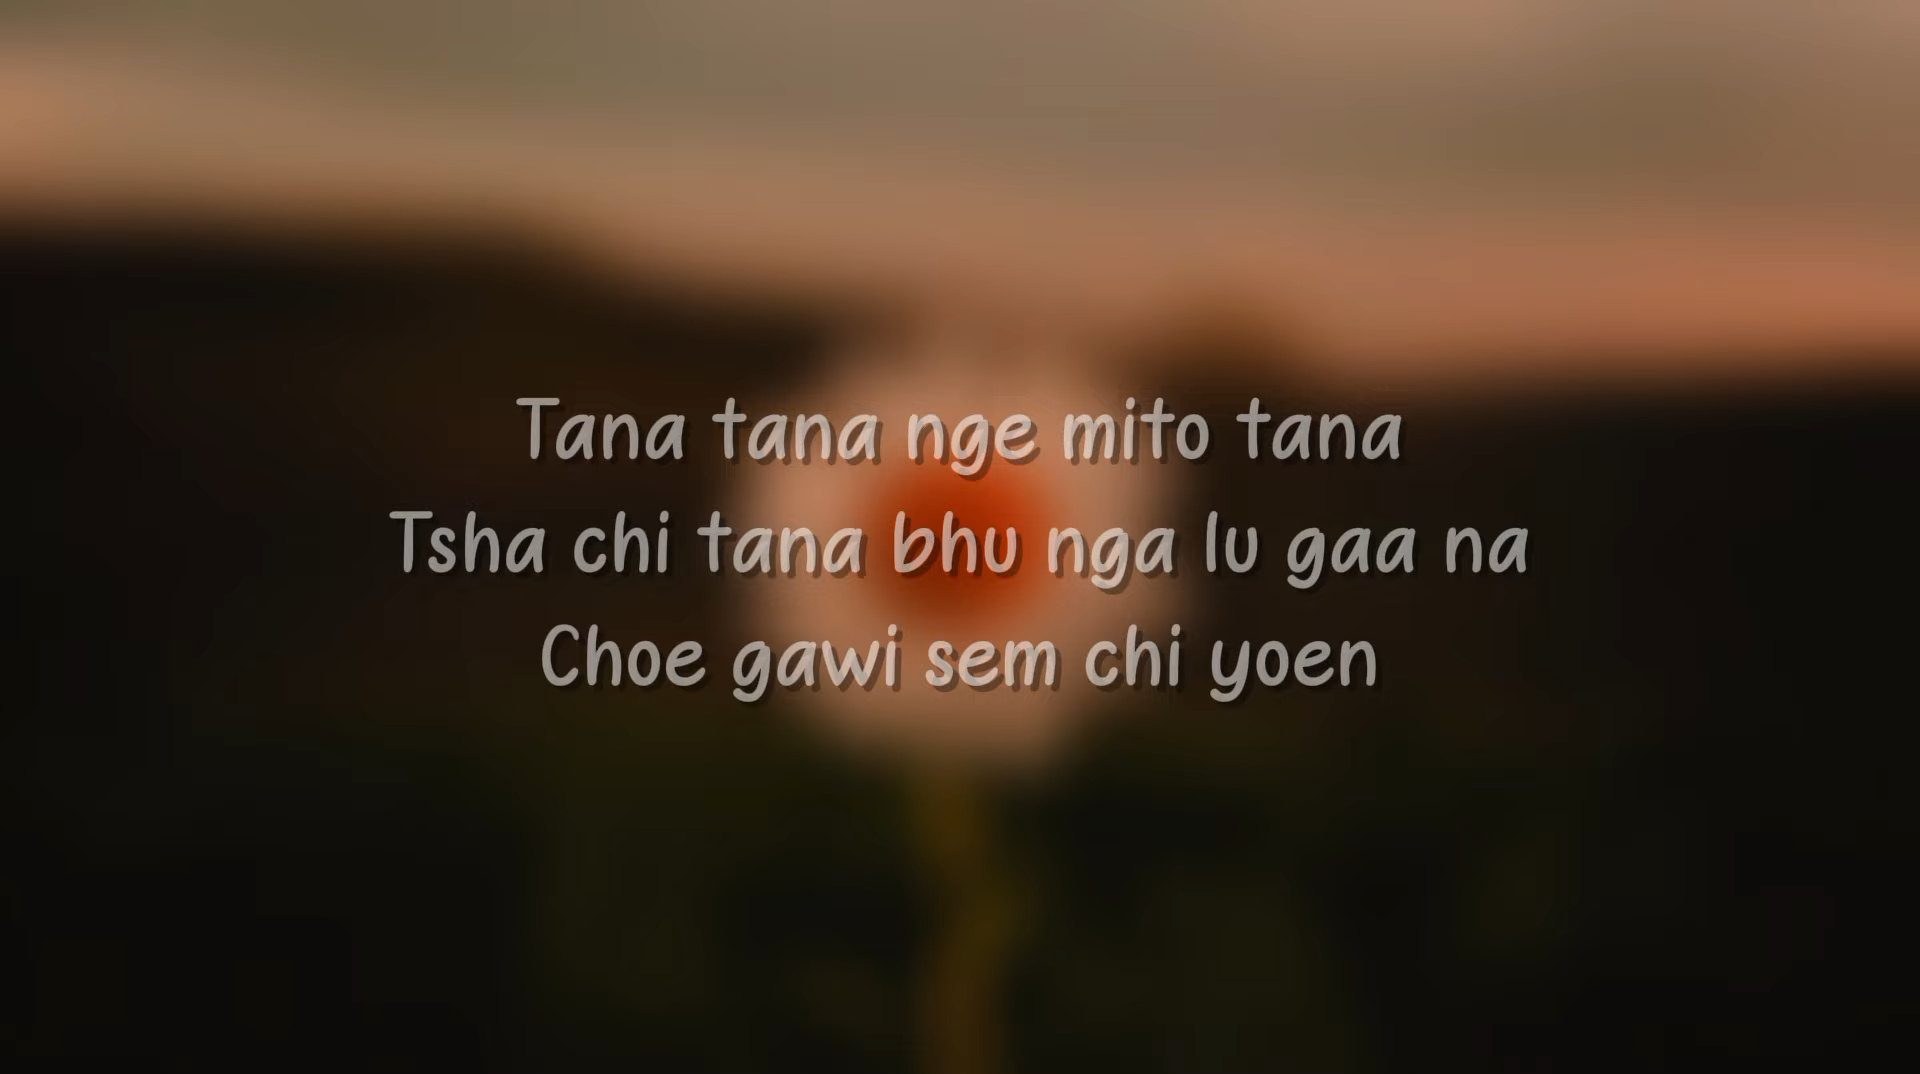 Tana tana nge mito tana
Tsha chi tana bhu nga lu gaa na
Choe gawi sem chi yoen